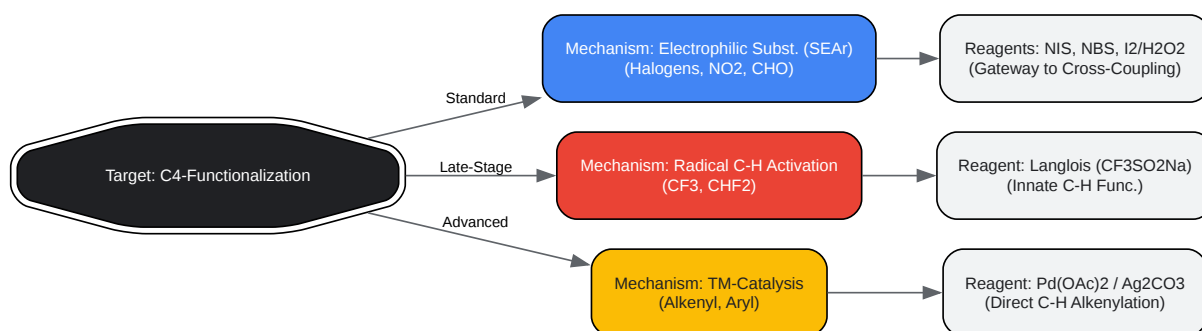 Target: C4-Functionalization
Standard
Late-Stage
Advanced
Mechanism: Electrophilic Subst. (SEAr)
(Halogens, NO2, CHO)
Reagents: NIS, NBS, I2/H2O2
(Gateway to Cross-Coupling)
Mechanism: Radical C-H Activation
(CF3, CHF2)
Reagent: Langlois (CF3SO2Na)
(Innate C-H Func.)
Mechanism: TM-Catalysis
(Alkenyl, Aryl)
Reagent: Pd(OAc)2 / Ag2CO3
(Direct C-H Alkenylation)